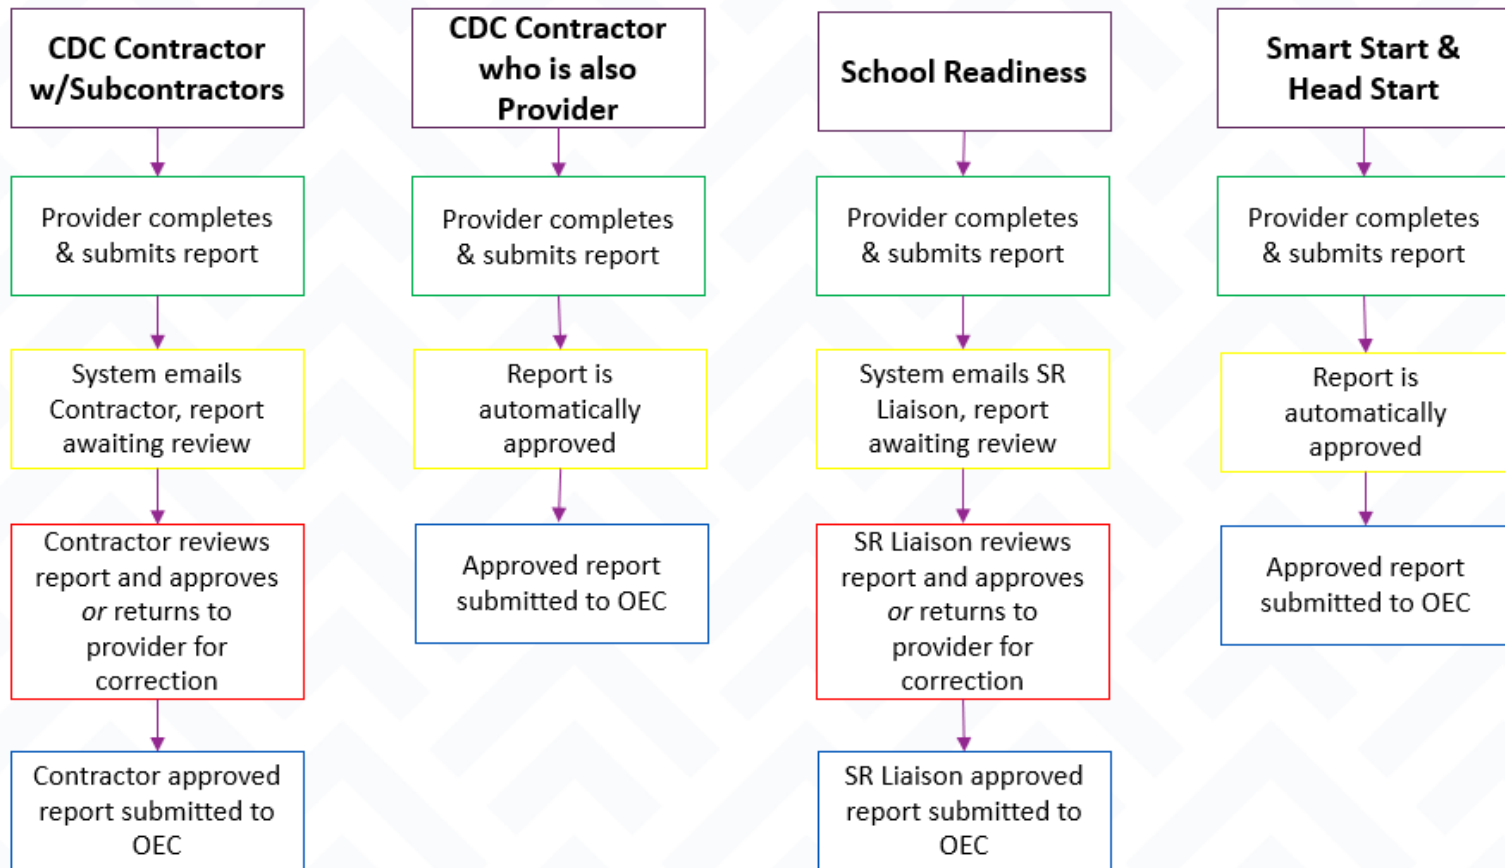 CDC Contractor
w/Subcontractors
Provider completes
& submits report
System emails
Contractor, report
awaiting review
Contractor reviews
report and approves
or returns to
provider for
correction
Contractor approved
report submitted to
OEC
CDC Contractor
who is also
Provider
Provider completes
& submits report
Report is
automatically
approved
Approved report
submitted to OEC
School Readiness
Provider completes
& submits report
System emails SR
Liaison, report
awaiting review
SR Liaison reviews
report and approves
or returns to
provider for
correction
SR Liaison approved
report submitted to
OEC
Smart Start &
Head Start
Provider completes
& submits report
Report is
automatically
approved
Approved report
submitted to OEC